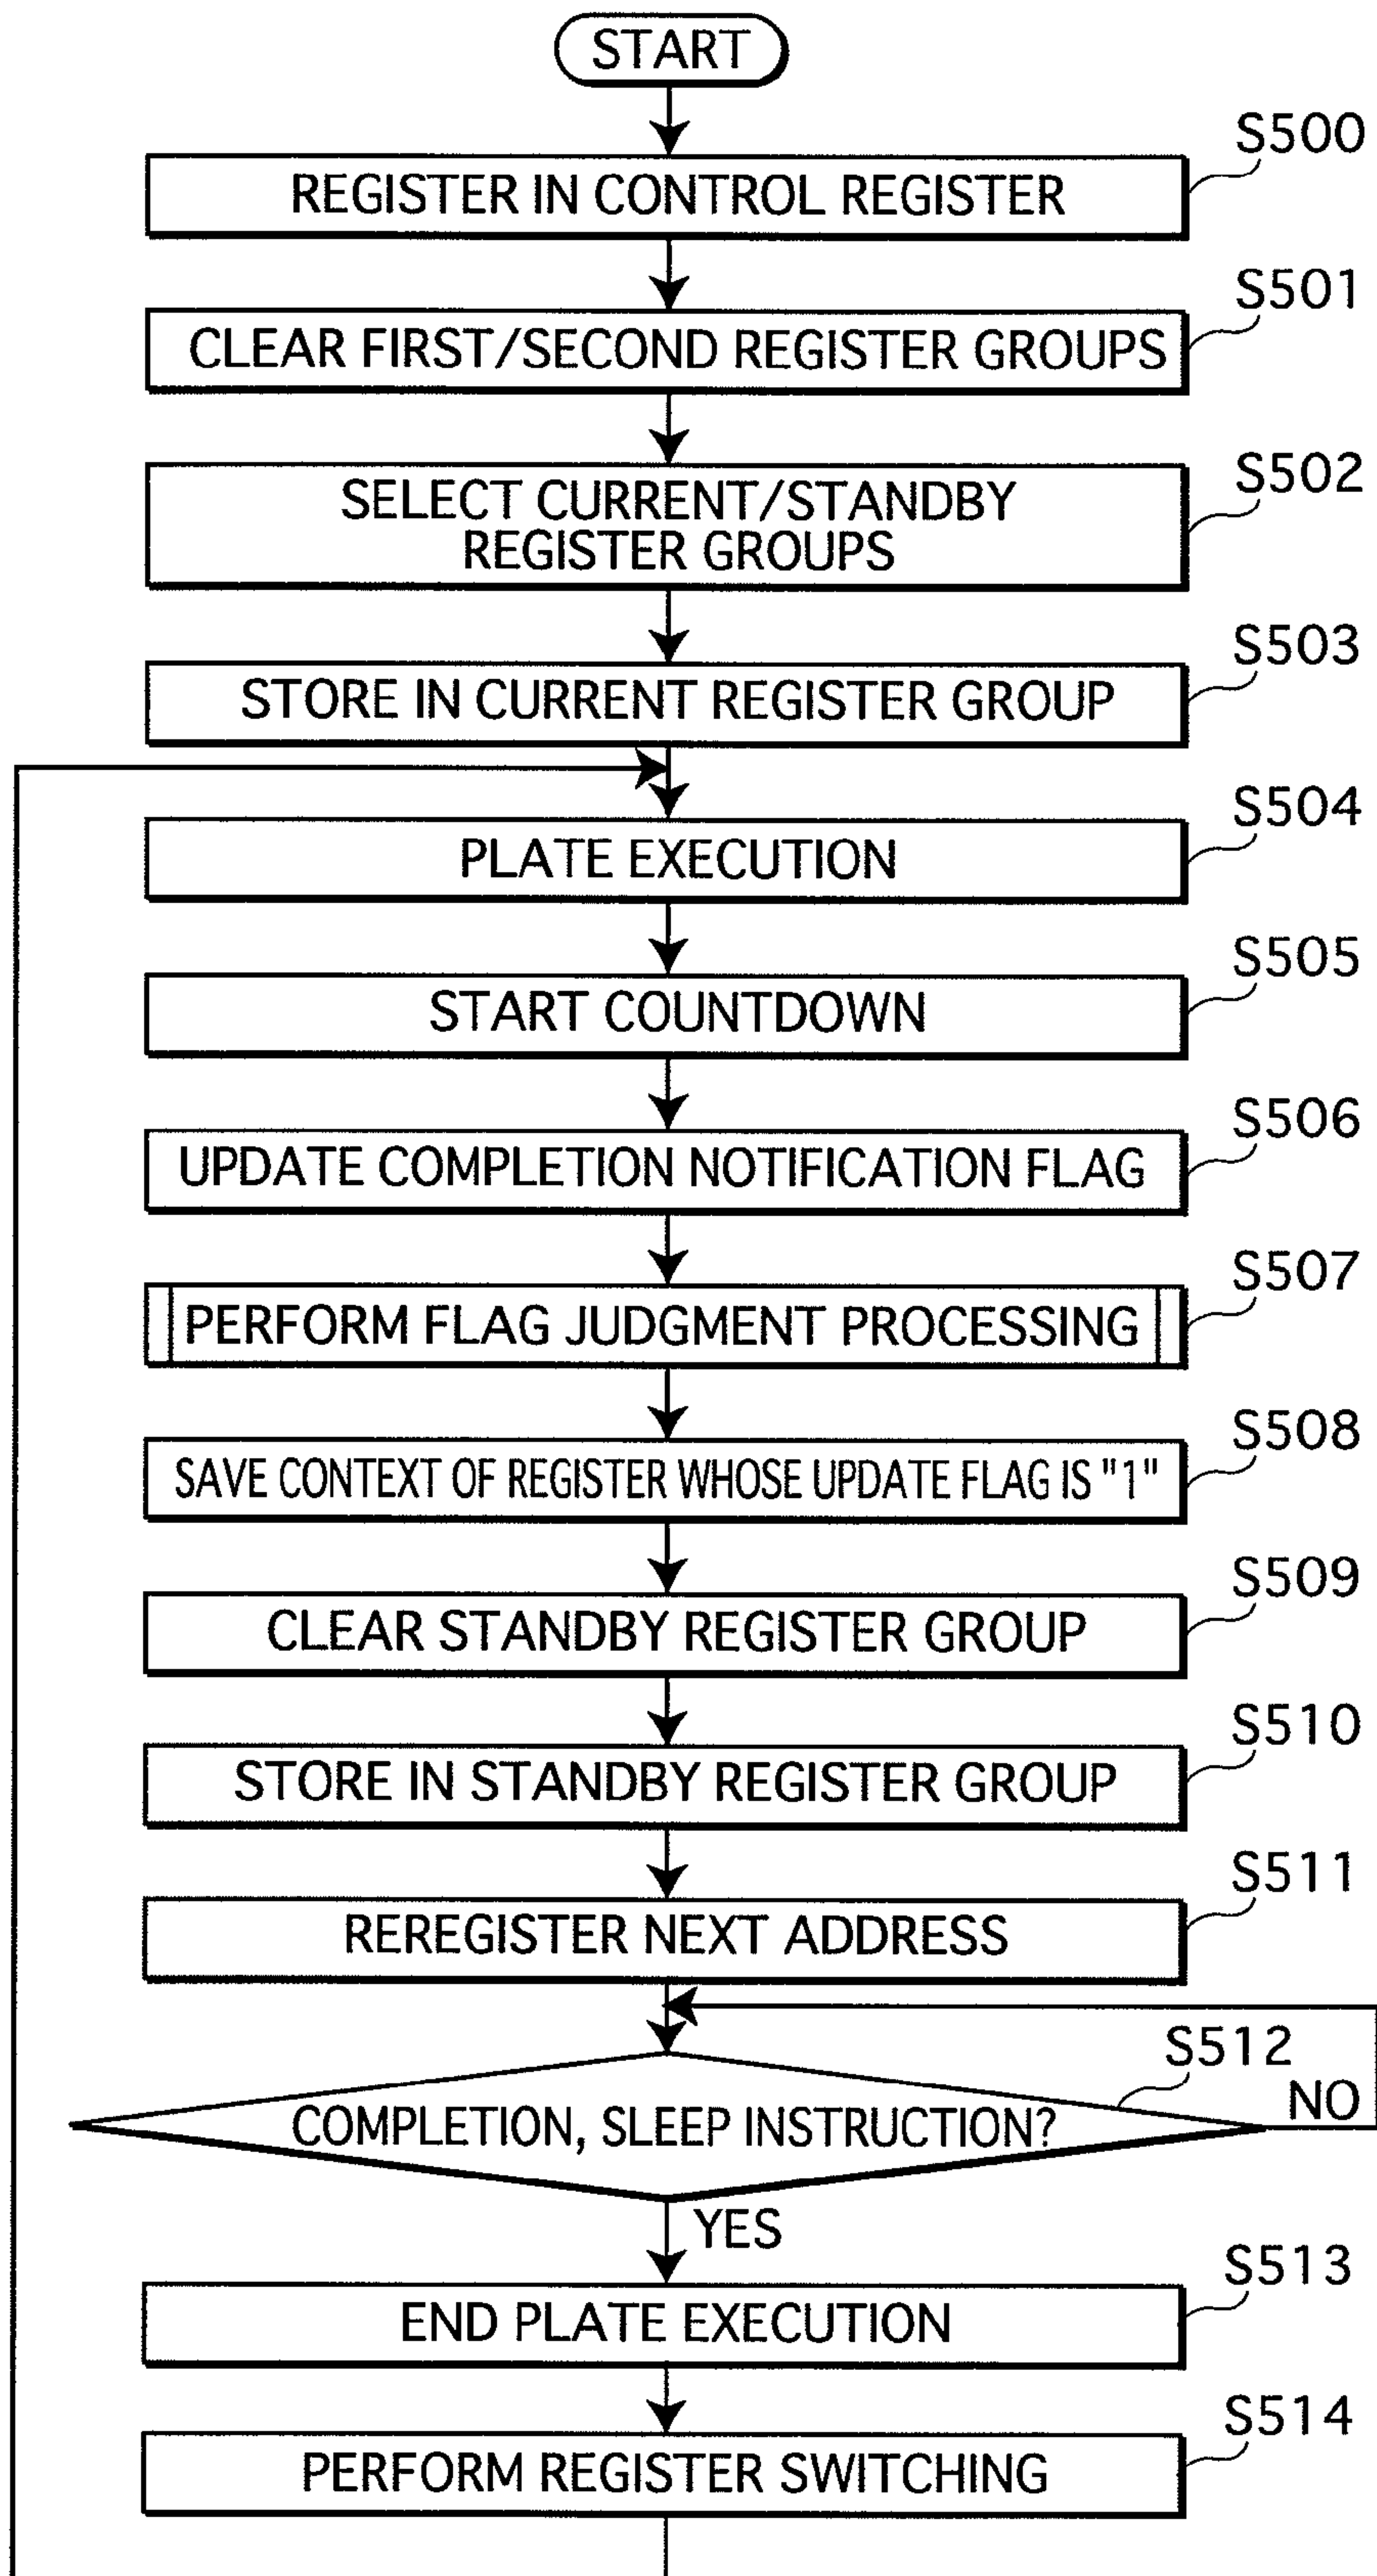 START
S500
REGISTER IN CONTROL REGISTER
S501
CLEAR FIRST/SECOND REGISTER GROUPS
S502
SELECT CURRENT/STANDBY
REGISTER GROUPS
S503
STORE IN CURRENT REGISTER GROUP
S504
PLATE EXECUTION
S505
START COUNTDOWN
S506
UPDATE COMPLETION NOTIFICATION FLAG
S507
PERFORM FLAG JUDGMENT PROCESSING
S508
SAVE CONTEXT OF REGISTER WHOSE UPDATE FLAG IS "1"
S509
CLEAR STANDBY REGISTER GROUP
S510
STORE IN STANDBY REGISTER GROUP
S511
REREGISTER NEXT ADDRESS
S512
NO
COMPLETION, SLEEP INSTRUCTION?
YES
S513
END PLATE EXECUTION
S514
PERFORM REGISTER SWITCHING